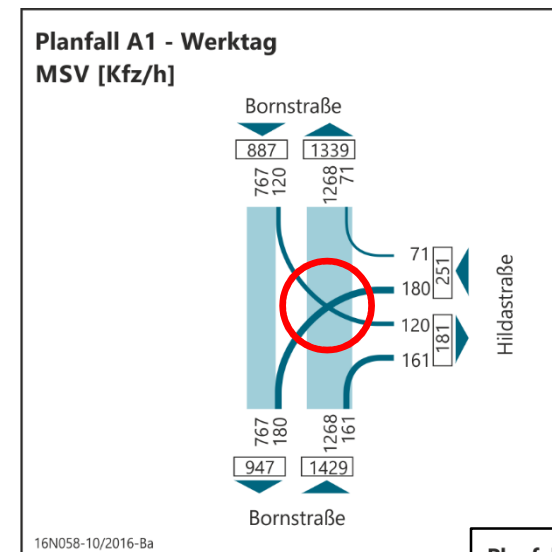 Planfall A1 - Werktag
MSV [Kfz/h]
Bornstraße
887 1339
767 120 1268 71
71
180
251
120
161
181
Hildastraße
767 180 1268 161
947 1429
Bornstraße
16N058-10/2016-Ba